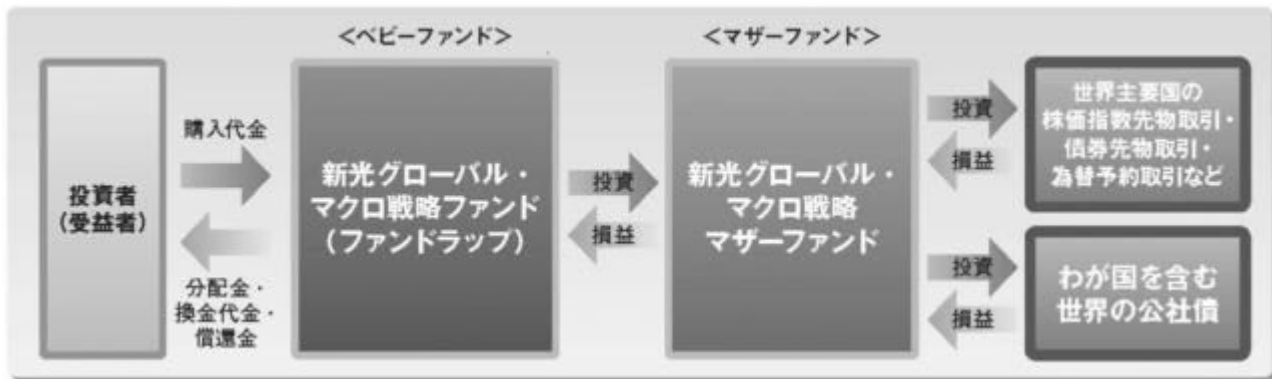 <ベビーファンド>
<マザーファンド>
投資者
(受益者)
購入代金
分配金・
換金代金・
償還金
新光グローバル・
マクロ戦略ファンド
(ファンドラップ)
投資
損益
新光グローバル・
マクロ戦略
マザーファンド
投資
損益
世界主要国の
株価指数先物取引・
債券先物取引・
為替予約取引など
投資
損益
わが国を含む
世界の公社債